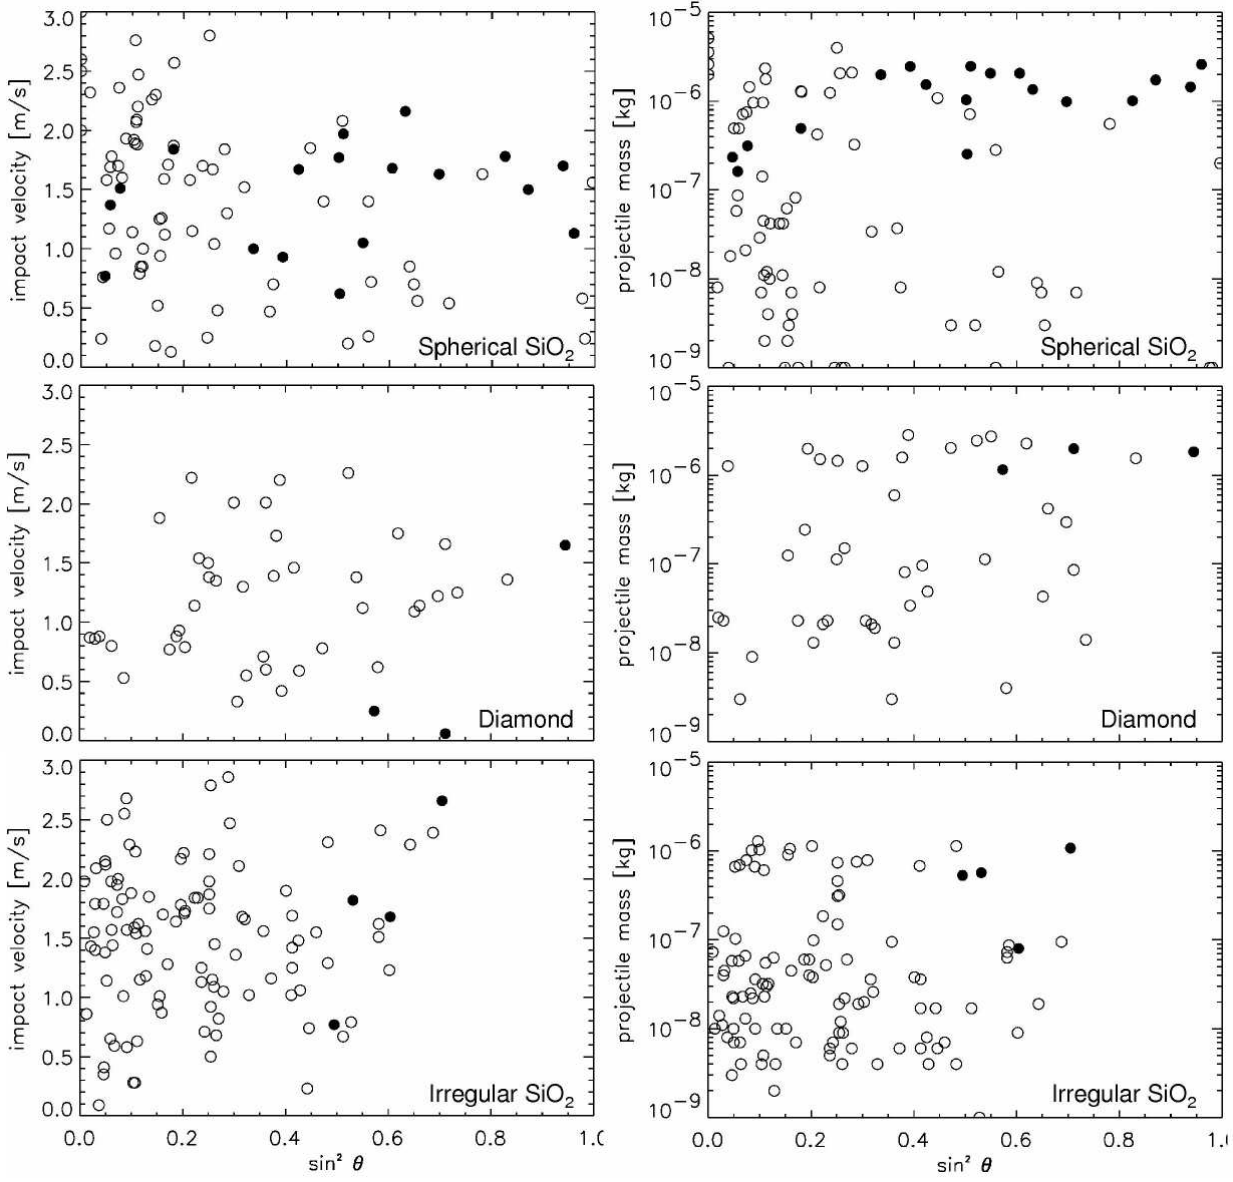 3.0
2.5
2.0
1.5
1.0
0.5
0.0
impact velocity [m/s]
Spherical SiO2
10−5
10−6
10−7
10−8
10−9
projectile mass [kg]
Spherical SiO2
3.0
2.5
2.0
1.5
1.0
0.5
0.0
impact velocity [m/s]
Diamond
10−5
10−6
10−7
10−8
10−9
projectile mass [kg]
Diamond
3.0
2.5
2.0
1.5
1.0
0.5
0.0
impact velocity [m/s]
Irregular SiO2
0.0 0.2 0.4 0.6 0.8 1.0
sin² θ
10−5
10−6
10−7
10−8
10−9
projectile mass [kg]
Irregular SiO2
0.0 0.2 0.4 0.6 0.8 1.0
sin² θ